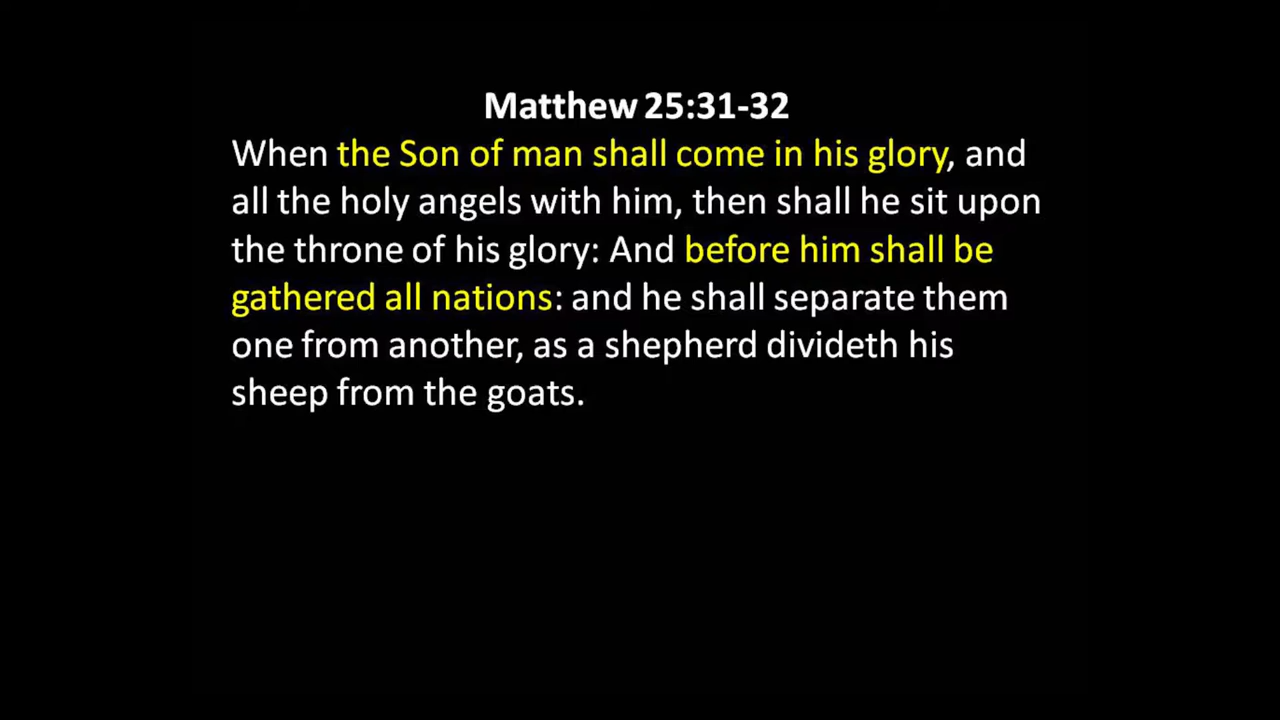 Matthew 25:31-32
When the Son of man shall come in his glory, and
all the holy angels with him, then shall he sit upon
the throne of his glory: And before him shall be
gathered all nations: and he shall separate them
one from another, as a shepherd divideth his
sheep from the goats.